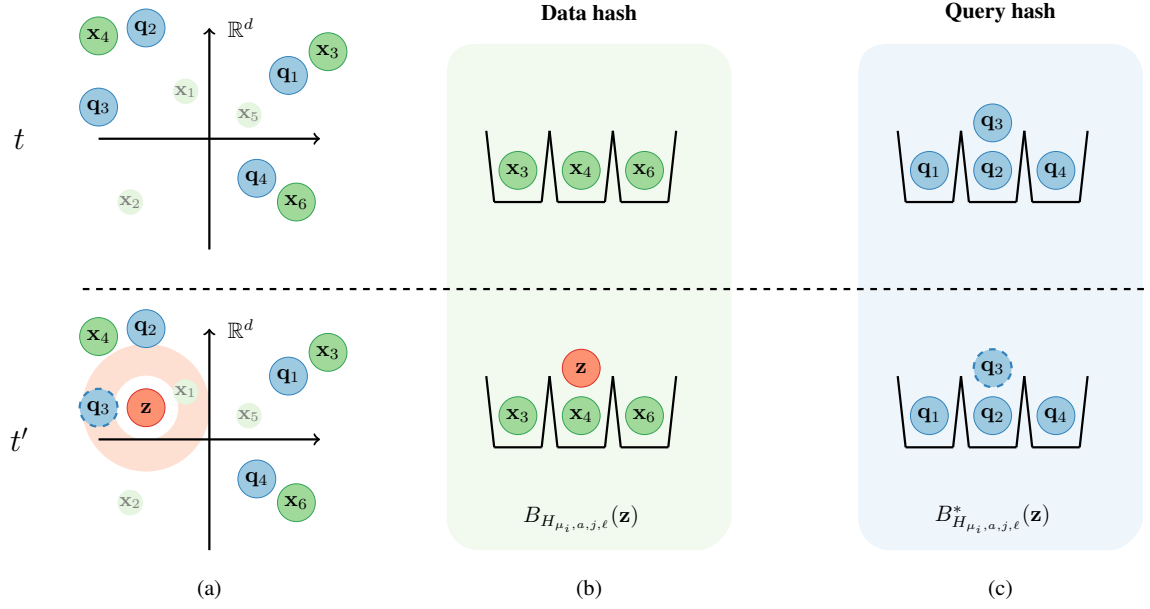 Data hash
Query hash
t
ℝᵈ
x₄
q₂
x₃
q₁
x₁
q₃
x₅
q₄
x₂
x₆
x₃
x₄
x₆
q₃
q₁
q₂
q₄
t′
ℝᵈ
x₄
q₂
x₃
q₁
x₁
q₃
z
x₅
q₄
x₂
x₆
z
x₃
x₄
x₆
q₃
q₁
q₂
q₄
B_{H_{μ_i,a,j,ℓ}}(z)
B*_{H_{μ_i,a,j,ℓ}}(z)
(a)
(b)
(c)